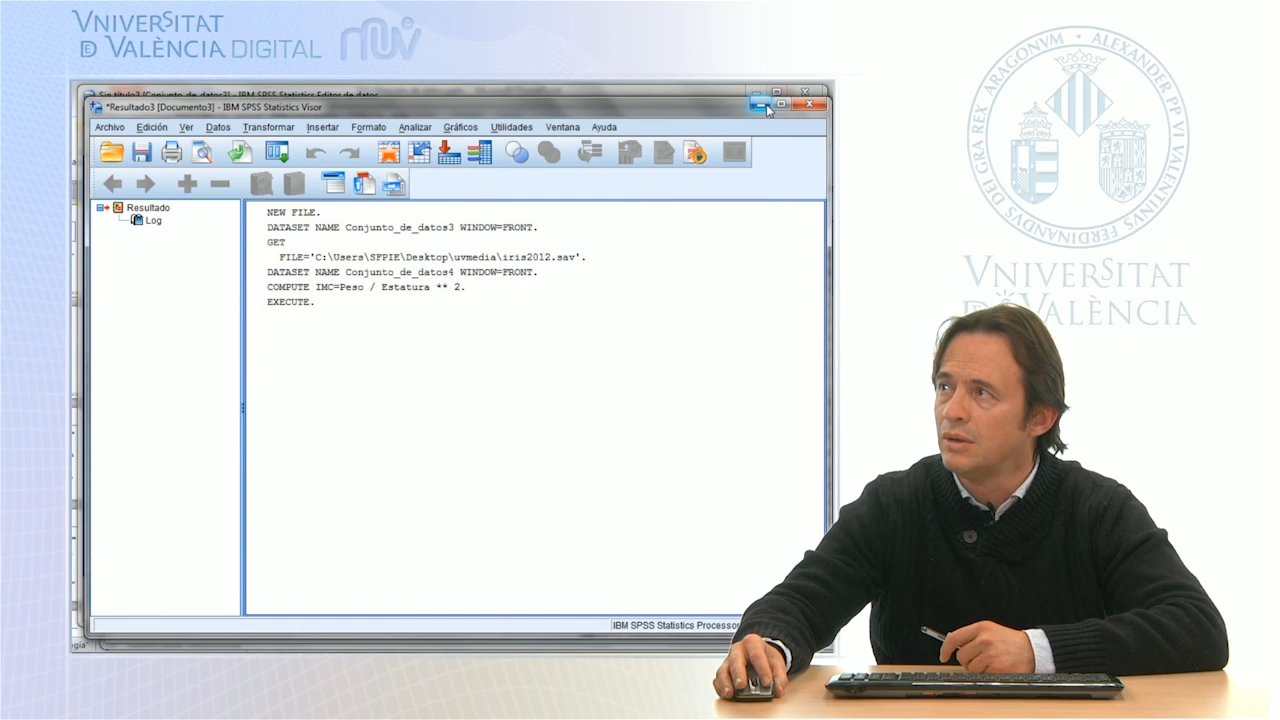 VNIVERSITAT
DE VALÈNCIA DIGITAL
*Resultado3 [Documento3] - IBM SPSS Statistics Visor
Archivo Edición Ver Datos Transformar Insertar Formato Analizar Gráficos Utilidades Ventana Ayuda
Resultado
Log
NEW FILE.
DATASET NAME Conjunto_de_datos3 WINDOW=FRONT.
GET
FILE='C:\Users\SFPIE\Desktop\uvmedia\iris2012.sav'.
DATASET NAME Conjunto_de_datos4 WINDOW=FRONT.
COMPUTE IMC=Peso / Estatura ** 2.
EXECUTE.
IBM SPSS Statistics Processor
VNIVERSITAT
DE VALÈNCIA